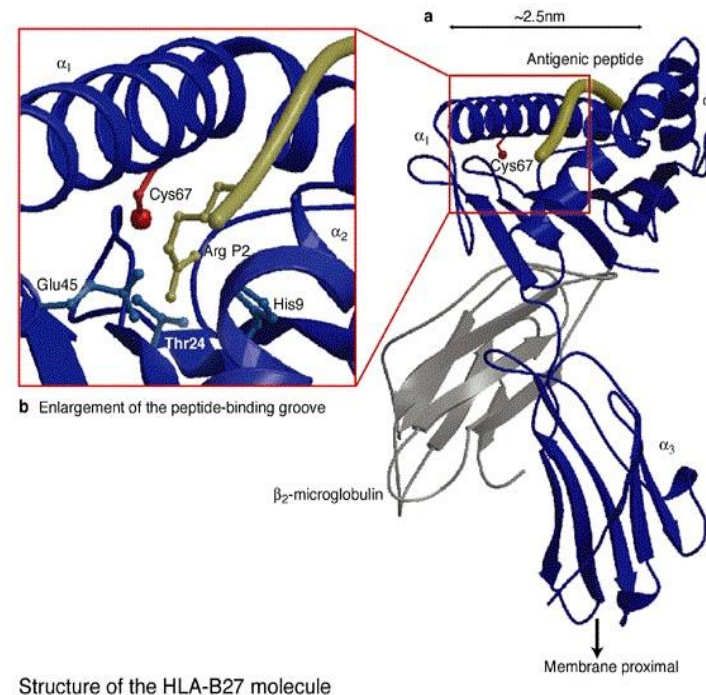 a
~2.5nm
Antigenic peptide
α1
α
Cys67
α1
Cys67
Arg P2
α2
Glu45
His9
Thr24
b Enlargement of the peptide-binding groove
α3
β2-microglobulin
Membrane proximal
Structure of the HLA-B27 molecule